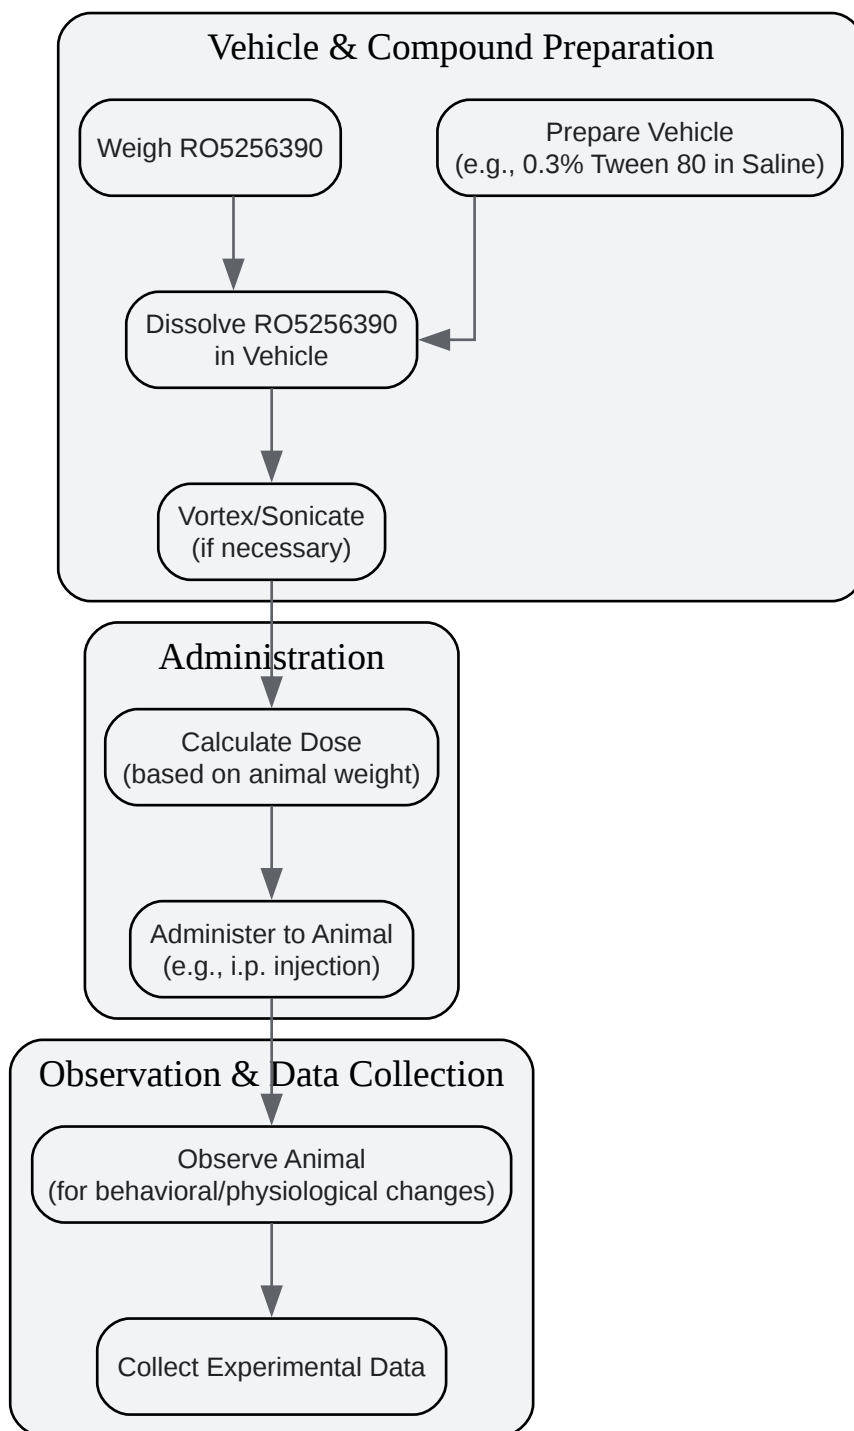 Vehicle & Compound Preparation
Weigh RO5256390
Prepare Vehicle
(e.g., 0.3% Tween 80 in Saline)
Dissolve RO5256390
in Vehicle
Vortex/Sonicate
(if necessary)
Administration
Calculate Dose
(based on animal weight)
Administer to Animal
(e.g., i.p. injection)
Observation & Data Collection
Observe Animal
(for behavioral/physiological changes)
Collect Experimental Data